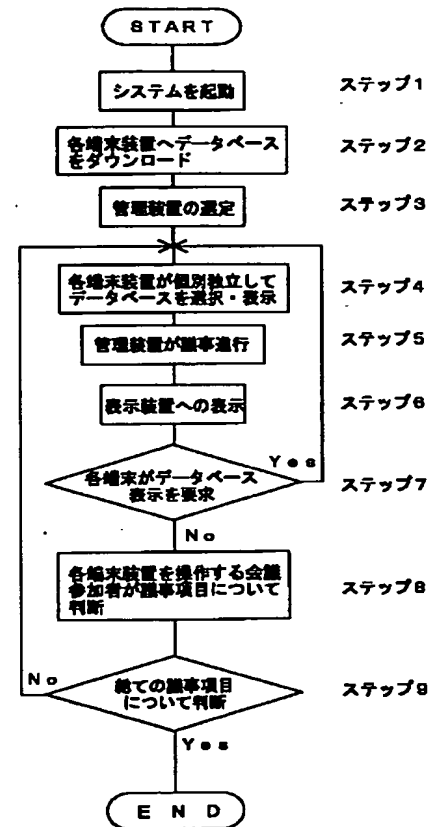 START
システムを起動
ステップ1
各端末装置へデータベース
をダウンロード
ステップ2
管理装置の選定
ステップ3
各端末装置が個別独立して
データベースを選択・表示
ステップ4
管理装置が議事進行
ステップ5
表示装置への表示
ステップ6
各端末がデータベース
表示を要求
Yes
ステップ7
No
各端末装置を操作する会議
参加者が議事項目について
判断
ステップ8
総ての議事項目
について判断
No
ステップ9
Yes
END